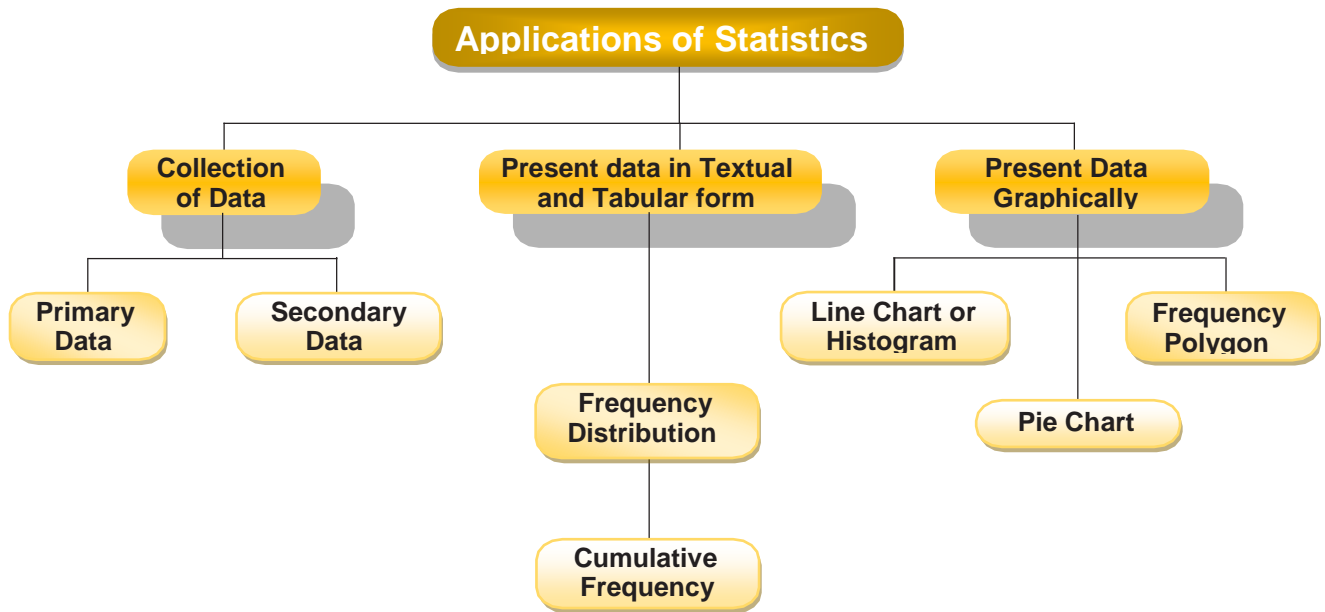 Applications of Statistics
Collection
of Data
Present data in Textual
and Tabular form
Present Data
Graphically
Primary
Data
Secondary
Data
Line Chart or
Histogram
Frequency
Polygon
Frequency
Distribution
Pie Chart
Cumulative
Frequency